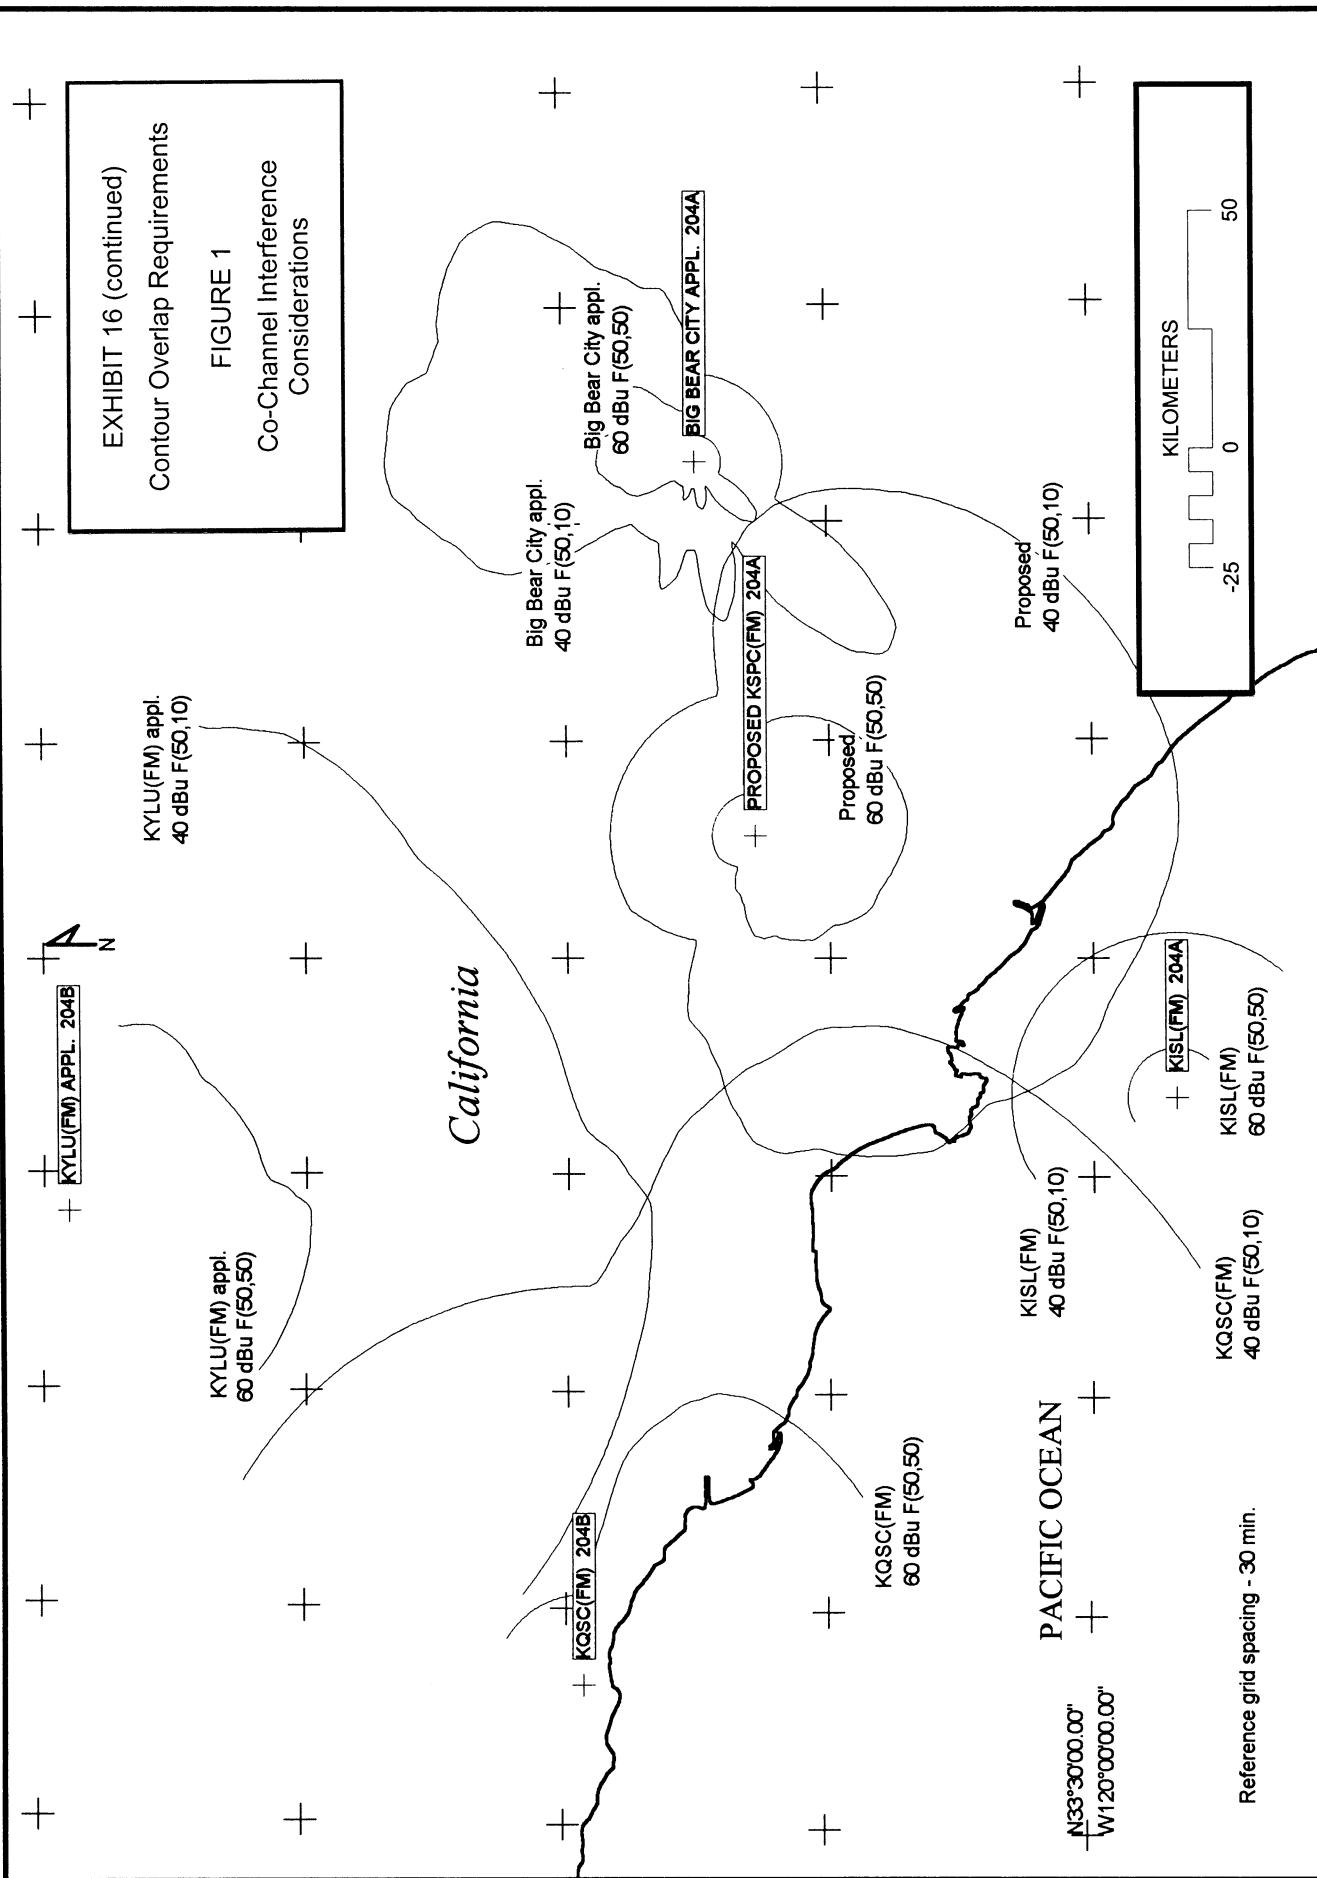 EXHIBIT 16 (continued)
Contour Overlap Requirements
FIGURE 1
Co-Channel Interference
Considerations
KYLU(FM) APPL. 204B
N
KYLU(FM) appl.
40 dBu F(50,10)
KYLU(FM) appl.
60 dBu F(50,50)
California
Big Bear City appl.
40 dBu F(50,10)
Big Bear City appl.
60 dBu F(50,50)
BIG BEAR CITY APPL. 204A
PROPOSED KSPC(FM) 204A
Proposed
60 dBu F(50,50)
Proposed
40 dBu F(50,10)
KQSC(FM) 204B
KQSC(FM)
60 dBu F(50,50)
KISL(FM)
40 dBu F(50,10)
KISL(FM) 204A
KISL(FM)
60 dBu F(50,50)
KQSC(FM)
40 dBu F(50,10)
PACIFIC OCEAN
N33°30'00.00"
W120°00'00.00"
Reference grid spacing - 30 min.
KILOMETERS
-25 0 50